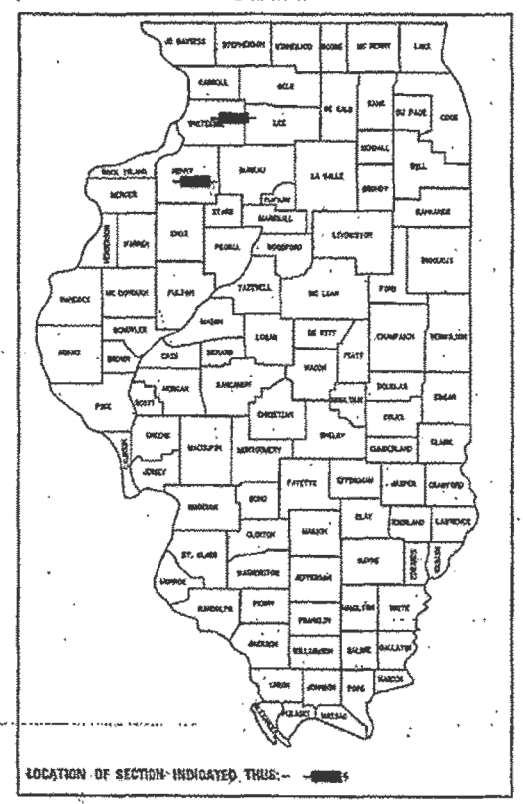 JO DAVIESS STEPHENSON WINNEBAGO BOONE MC HENRY LAKE
CARROLL OGLE
DE KALB KANE DU PAGE COOK
WHITESIDE LEE
KENDALL WILL
ROCK ISLAND HENRY BUREAU LA SALLE GRUNDY
MERCER PUTNAM
STARK MARSHALL KANKAKEE
HENDERSON WARREN KNOX PEORIA WOODFORD LIVINGSTON IROQUOIS
HANCOCK MC DONOUGH FULTON TAZEWELL MC LEAN FORD
MASON
SCHUYLER LOGAN DE WITT CHAMPAIGN VERMILION
ADAMS BROWN CASS MENARD PIATT
MACON
PIKE SCOTT MORGAN SANGAMON DOUGLAS EDGAR
CHRISTIAN MOULTRIE COLES
GREENE SHELBY CLARK
CALHOUN MACOUPIN MONTGOMERY CUMBERLAND
JERSEY
FAYETTE EFFINGHAM JASPER CRAWFORD
MADISON BOND
CLAY RICHLAND LAWRENCE
CLINTON MARION
ST. CLAIR WAYNE EDWARDS WABASH
MONROE WASHINGTON JEFFERSON
RANDOLPH PERRY HAMILTON WHITE
FRANKLIN
JACKSON WILLIAMSON SALINE GALLATIN
UNION JOHNSON POPE HARDIN
PULASKI MASSAC
LOCATION OF SECTION INDICATED THUS:-